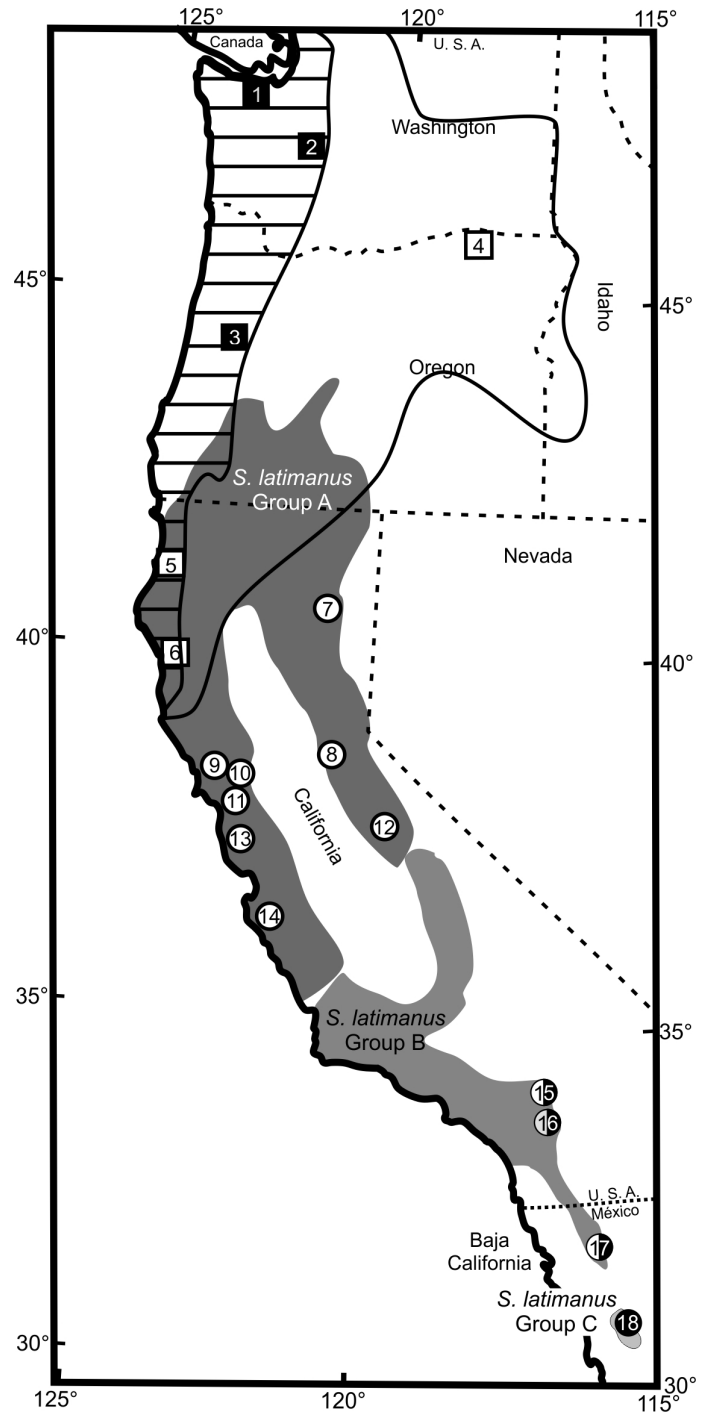 125°
120°
115°
Canada
U. S. A.
1
Washington
2
4
45°
45°
Idaho
3
Oregon
S. latimanus
Group A
5
Nevada
7
40°
6
40°
8
9
10
11
California
12
13
14
35°
S. latimanus
Group B
35°
15
16
U. S. A.
México
Baja
California
17
S. latimanus
Group C
18
30°
30°
125°
120°
115°